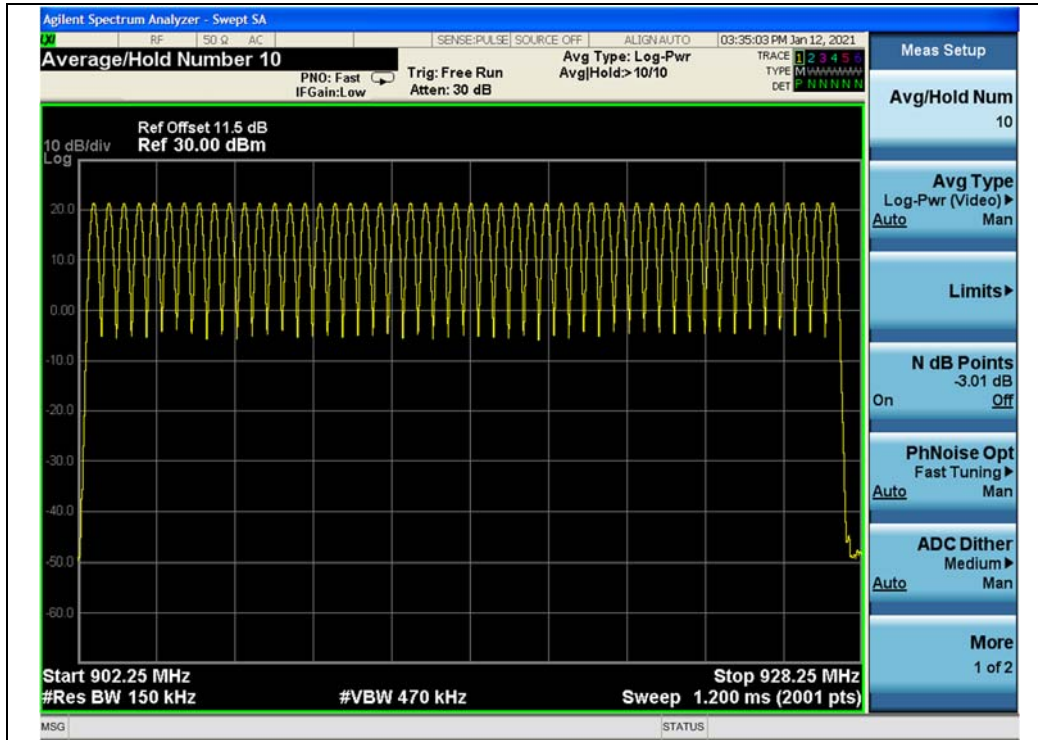 Agilent Spectrum Analyzer - Swept SA
LXI RF 50 Ω AC SENSE:PULSE SOURCE OFF ALIGN AUTO 03:35:03 PM Jan 12, 2021
Average/Hold Number 10
PNO: Fast
IFGain:Low
Trig: Free Run
Atten: 30 dB
Avg Type: Log-Pwr
Avg|Hold:>10/10
TRACE 1 2 3 4 5 6
TYPE M
DET P N N N N N
Ref Offset 11.5 dB
10 dB/div Ref 30.00 dBm
Log
20.0
10.0
0.00
-10.0
-20.0
-30.0
-40.0
-50.0
-60.0
Start 902.25 MHz Stop 928.25 MHz
#Res BW 150 kHz #VBW 470 kHz Sweep 1.200 ms (2001 pts)
MSG STATUS
Meas Setup
Avg/Hold Num
10
Avg Type
Log-Pwr (Video)
Auto Man
Limits
N dB Points
-3.01 dB
On Off
PhNoise Opt
Fast Tuning
Auto Man
ADC Dither
Medium
Auto Man
More
1 of 2